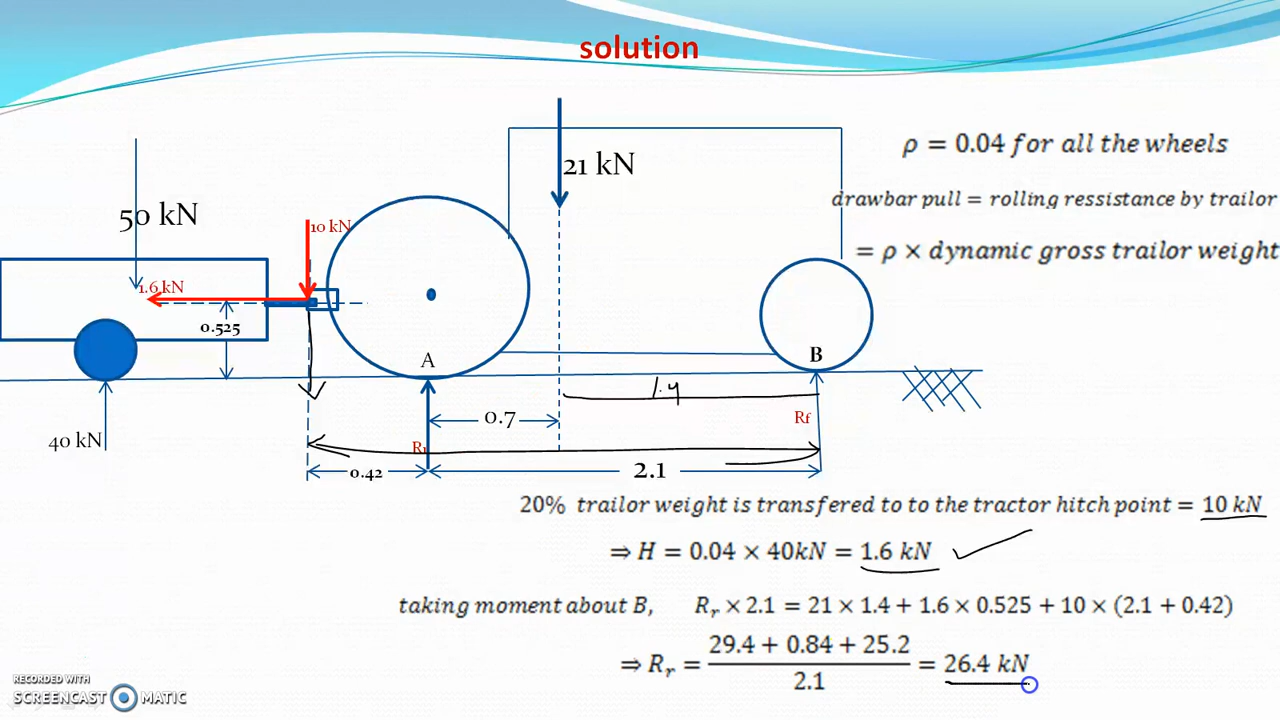 solution
21 kN
ρ = 0.04 for all the wheels
drawbar pull = rolling ressistance by trailor
= ρ × dynamic gross trailor weight
50 kN
10 kN
1.6 kN
0.525
A
B
1.4
0.7
Rf
40 kN
0.42
2.1
20% trailor weight is transfered to to the tractor hitch point = 10 kN
⇒ H = 0.04 × 40kN = 1.6 kN
taking moment about B, Rr × 2.1 = 21 × 1.4 + 1.6 × 0.525 + 10 × (2.1 + 0.42)
⇒ Rr = 29.4 + 0.84 + 25.2 / 2.1 = 26.4 kN
RECORDED WITH
SCREENCAST MATIC